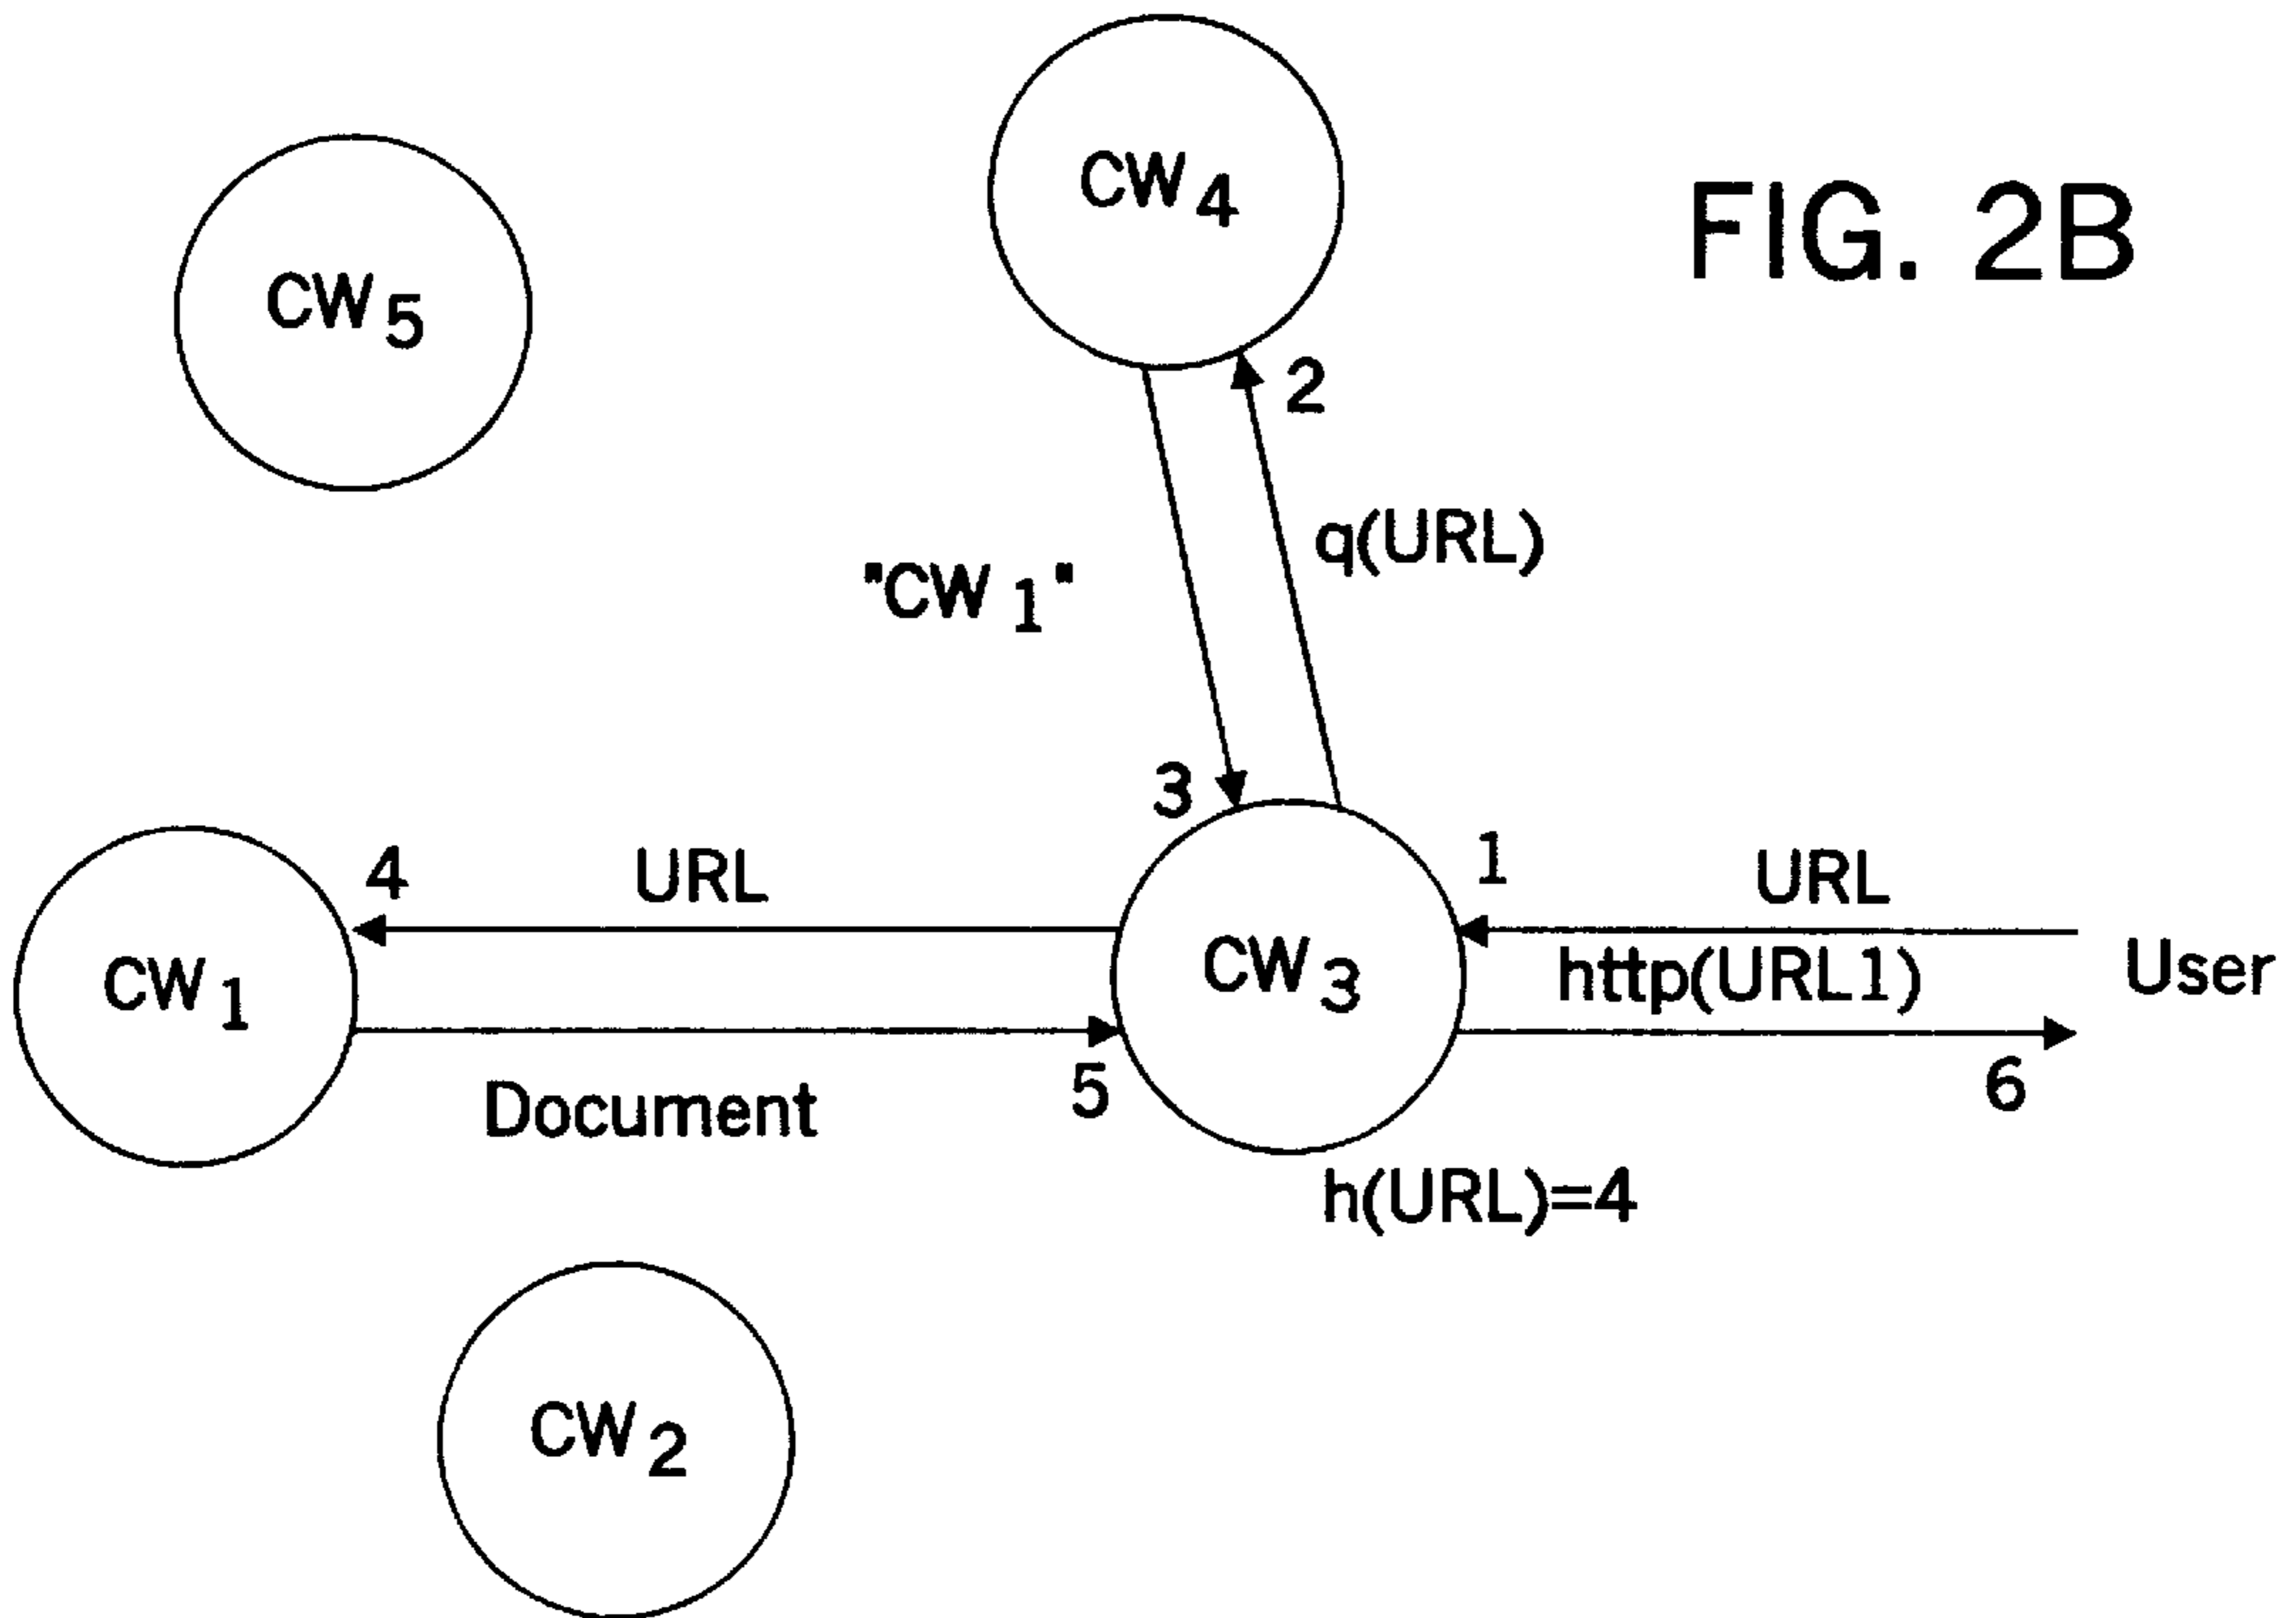 CW4
FIG. 2B
CW5
2
q(URL)
"CW1"
3
1
4
URL
URL
CW1
CW3
http(URL1)
User
5
6
Document
h(URL)=4
CW2